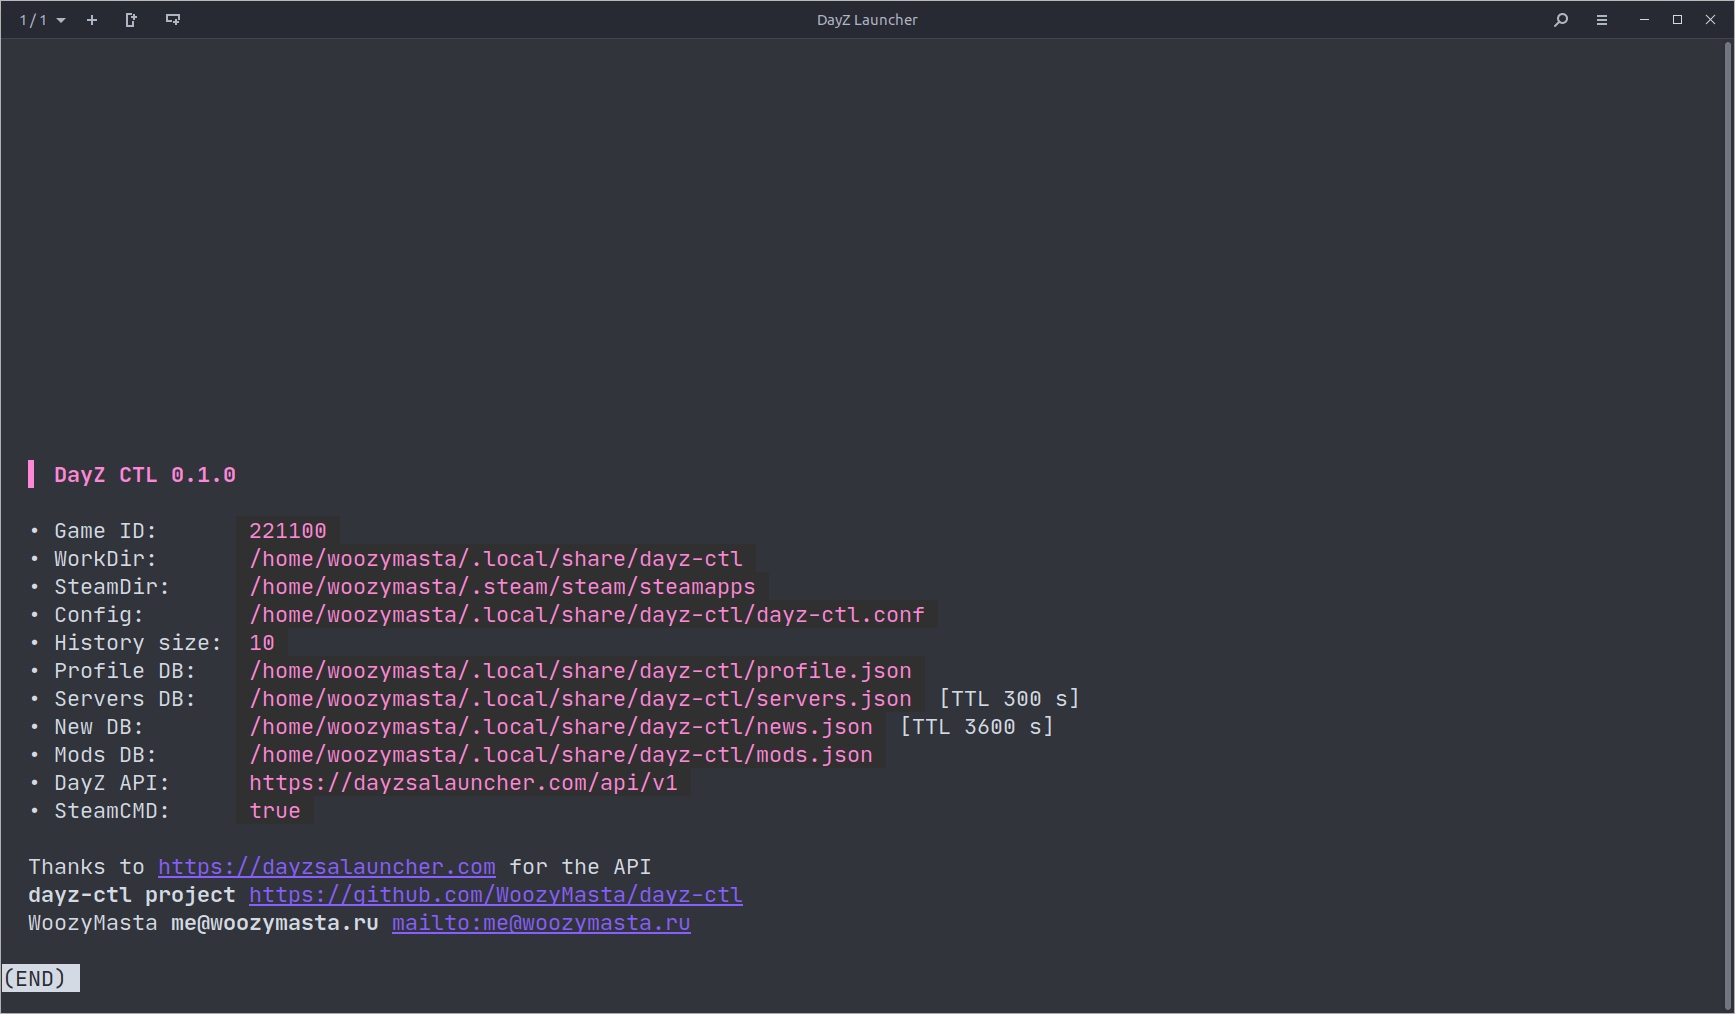 1 / 1
DayZ Launcher
DayZ CTL 0.1.0
• Game ID: 221100
• WorkDir: /home/woozymasta/.local/share/dayz-ctl
• SteamDir: /home/woozymasta/.steam/steam/steamapps
• Config: /home/woozymasta/.local/share/dayz-ctl/dayz-ctl.conf
• History size: 10
• Profile DB: /home/woozymasta/.local/share/dayz-ctl/profile.json
• Servers DB: /home/woozymasta/.local/share/dayz-ctl/servers.json [TTL 300 s]
• New DB: /home/woozymasta/.local/share/dayz-ctl/news.json [TTL 3600 s]
• Mods DB: /home/woozymasta/.local/share/dayz-ctl/mods.json
• DayZ API: https://dayzsalauncher.com/api/v1
• SteamCMD: true
Thanks to https://dayzsalauncher.com for the API
dayz-ctl project https://github.com/WoozyMasta/dayz-ctl
WoozyMasta me@woozymasta.ru mailto:me@woozymasta.ru
(END)